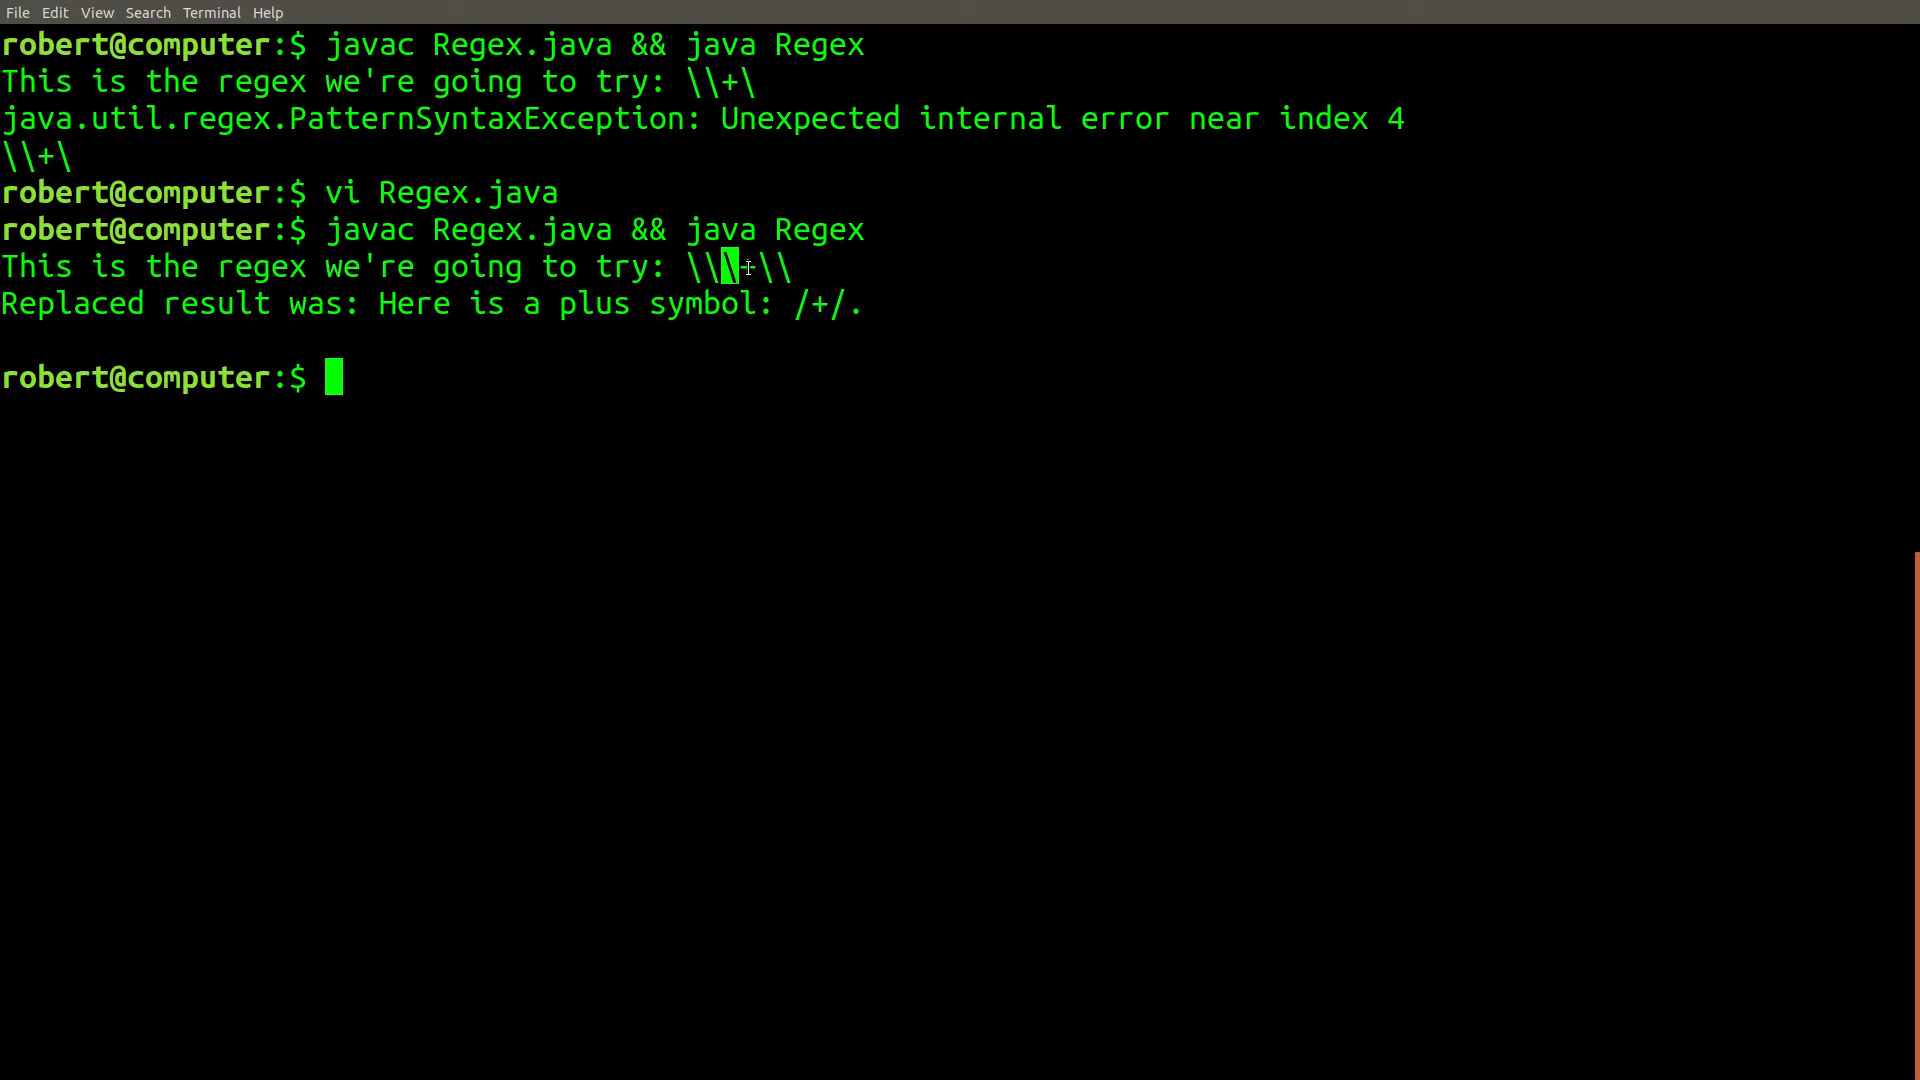 File Edit View Search Terminal Help
robert@computer:$ javac Regex.java && java Regex
This is the regex we're going to try: \\+\
java.util.regex.PatternSyntaxException: Unexpected internal error near index 4
\\+\
robert@computer:$ vi Regex.java
robert@computer:$ javac Regex.java && java Regex
This is the regex we're going to try: \\\+\\
Replaced result was: Here is a plus symbol: /+/.
robert@computer:$